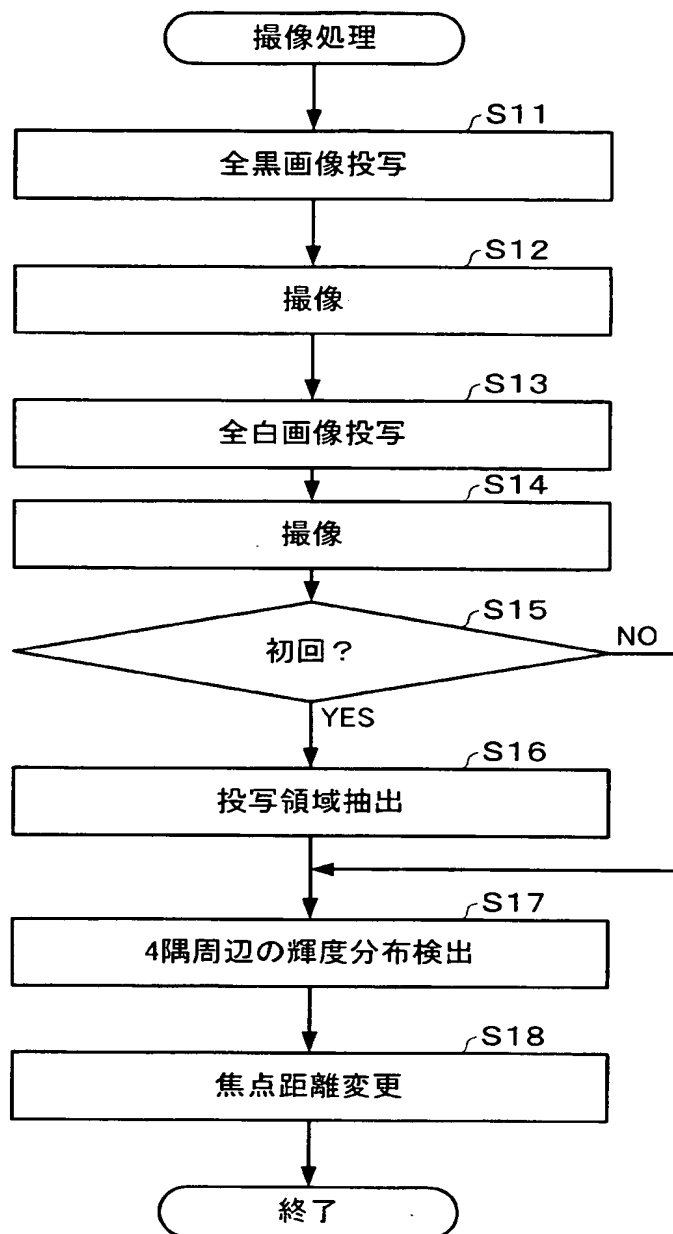 撮像処理
S11
全黒画像投写
S12
撮像
S13
全白画像投写
S14
撮像
S15
初回？
NO
YES
S16
投写領域抽出
S17
4隅周辺の輝度分布検出
S18
焦点距離変更
終了